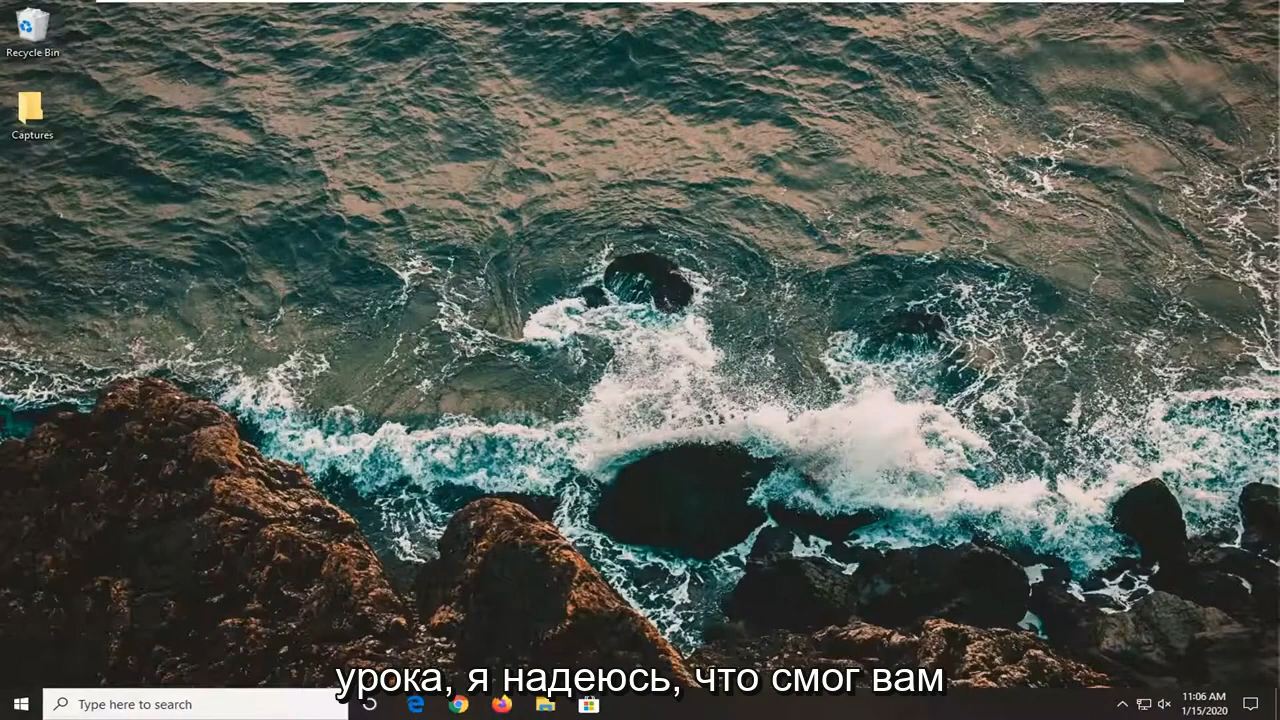 Recycle Bin
Captures
урока, я надеюсь, что смог вам
Type here to search
11:06 AM
1/15/2020